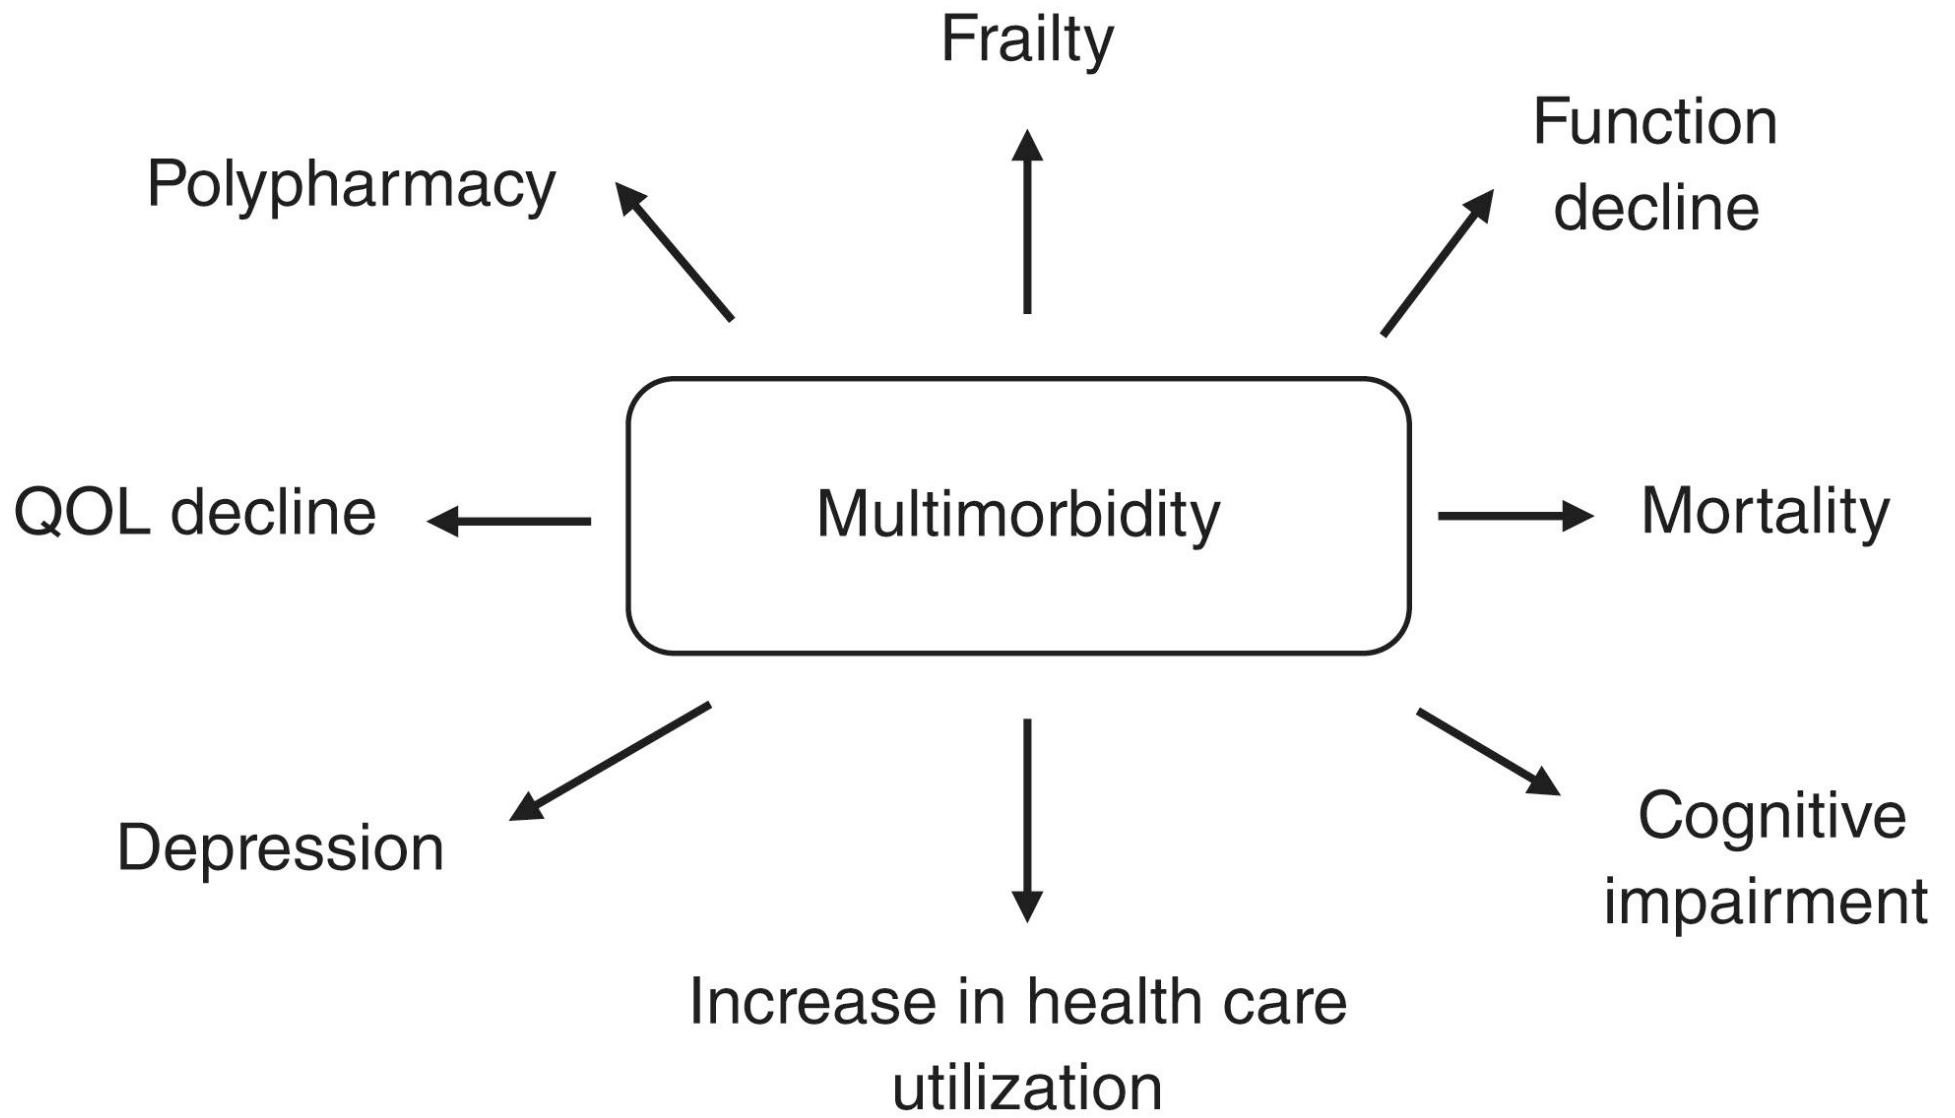 Frailty
Function
decline
Polypharmacy
QOL decline
Multimorbidity
Mortality
Depression
Cognitive
impairment
Increase in health care
utilization